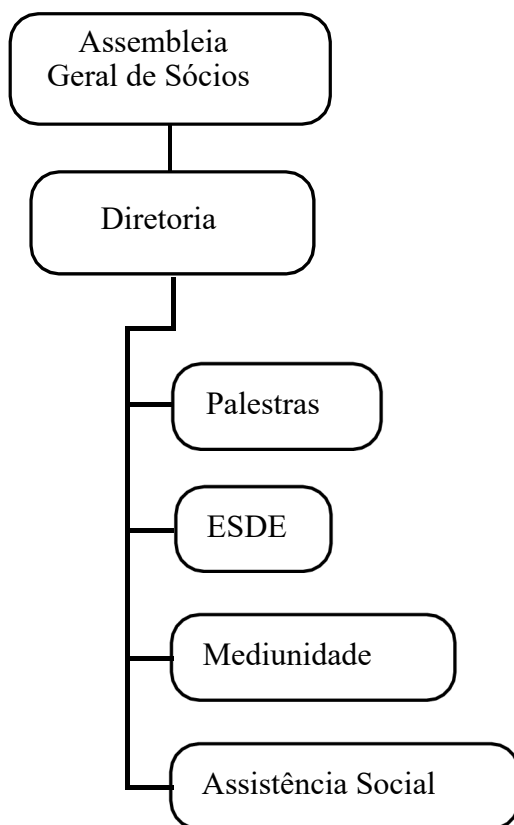 Assembleia
Geral de Sócios
Diretoria
Palestras
ESDE
Mediunidade
Assistência Social